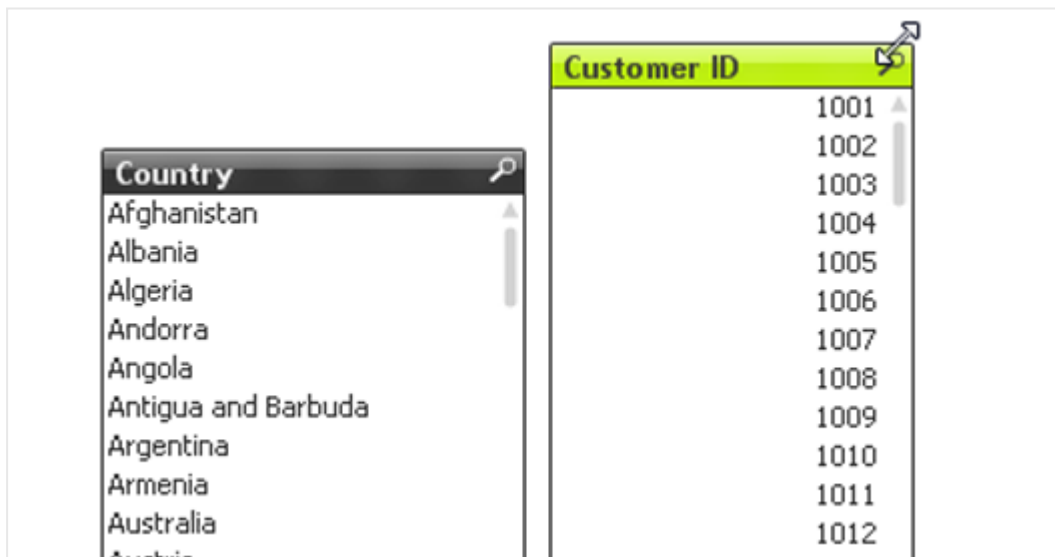 Country
Afghanistan
Albania
Algeria
Andorra
Angola
Antigua and Barbuda
Argentina
Armenia
Australia
Austria
Customer ID
1001
1002
1003
1004
1005
1006
1007
1008
1009
1010
1011
1012